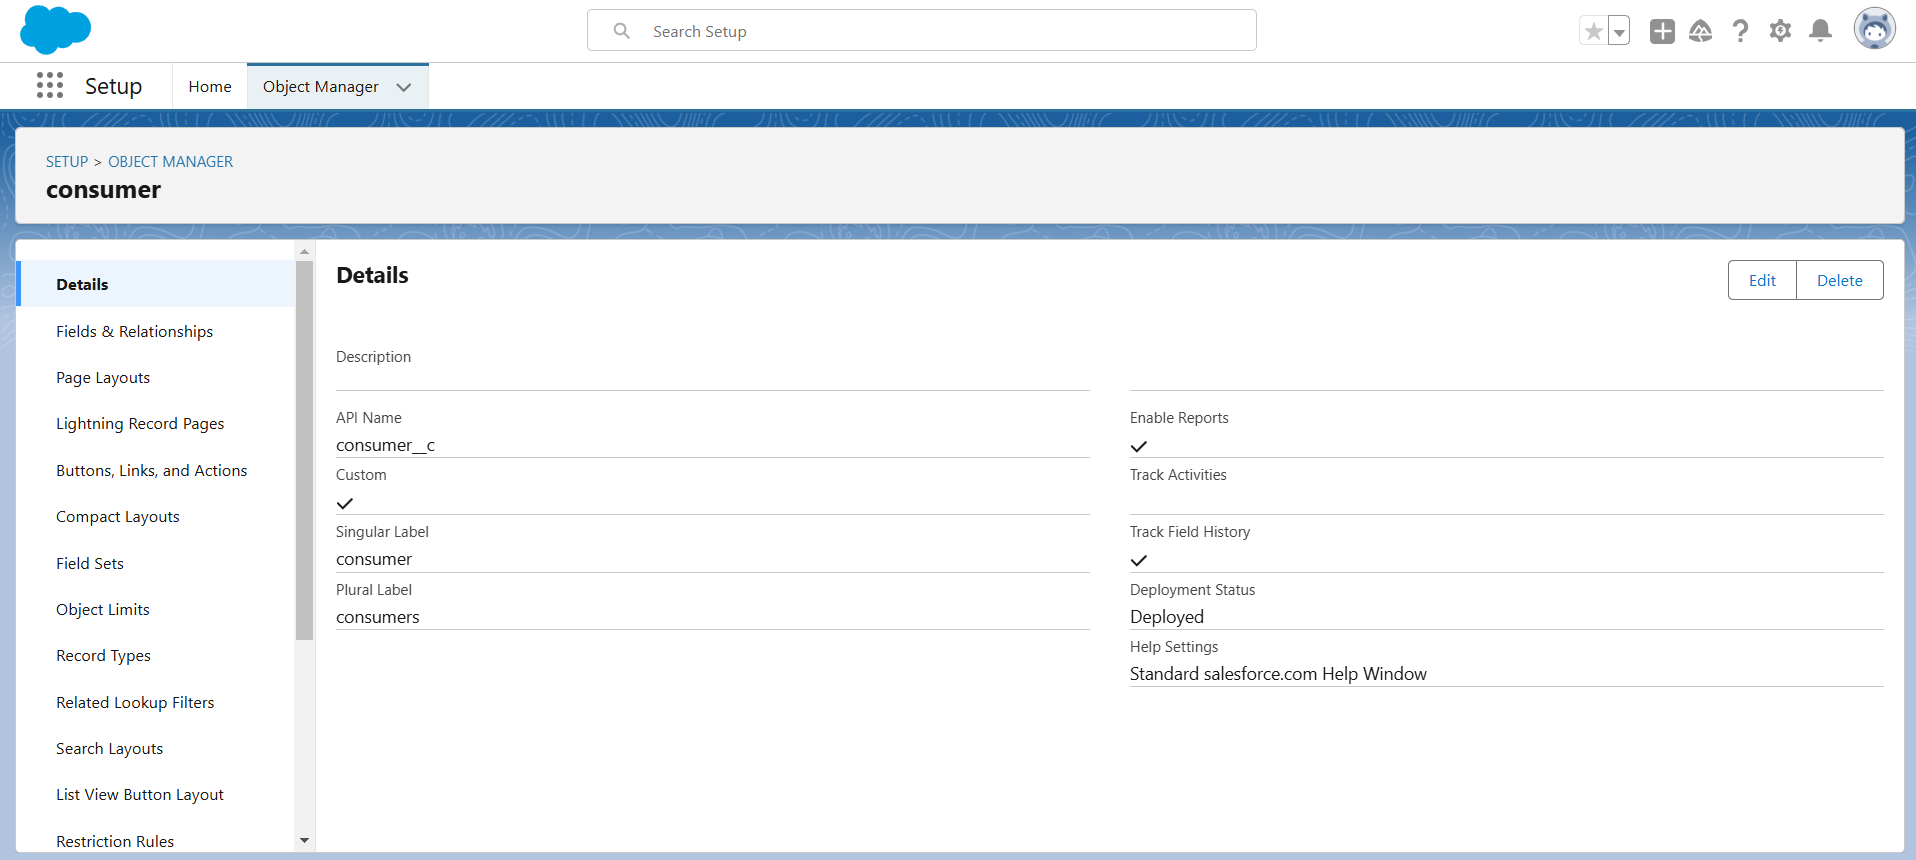 Search Setup
Setup
Home
Object Manager
SETUP > OBJECT MANAGER
consumer
Details
Fields & Relationships
Page Layouts
Lightning Record Pages
Buttons, Links, and Actions
Compact Layouts
Field Sets
Object Limits
Record Types
Related Lookup Filters
Search Layouts
List View Button Layout
Restriction Rules
Details
Edit
Delete
Description
API Name
consumer__c
Custom
Singular Label
consumer
Plural Label
consumers
Enable Reports
Track Activities
Track Field History
Deployment Status
Deployed
Help Settings
Standard salesforce.com Help Window